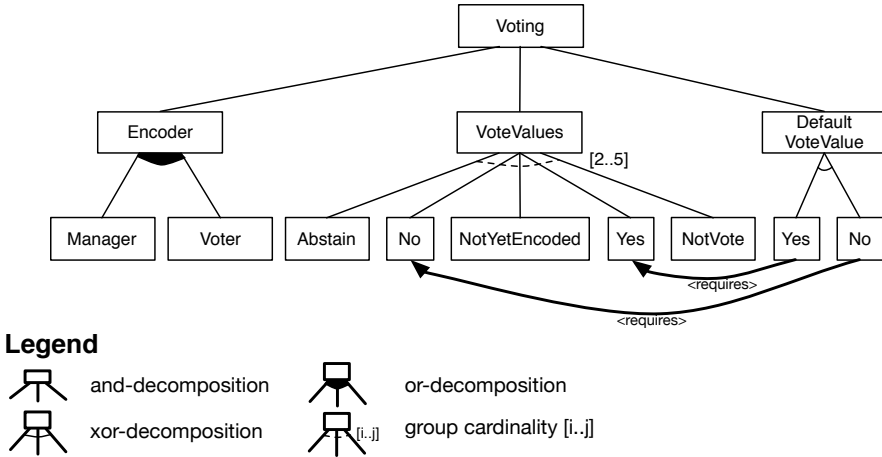 Voting
Encoder
VoteValues
Default
VoteValue
[2..5]
Manager
Voter
Abstain
No
NotYetEncoded
Yes
NotVote
Yes
No
<requires>
<requires>
Legend
and-decomposition
or-decomposition
xor-decomposition
[i..j]
group cardinality [i..j]